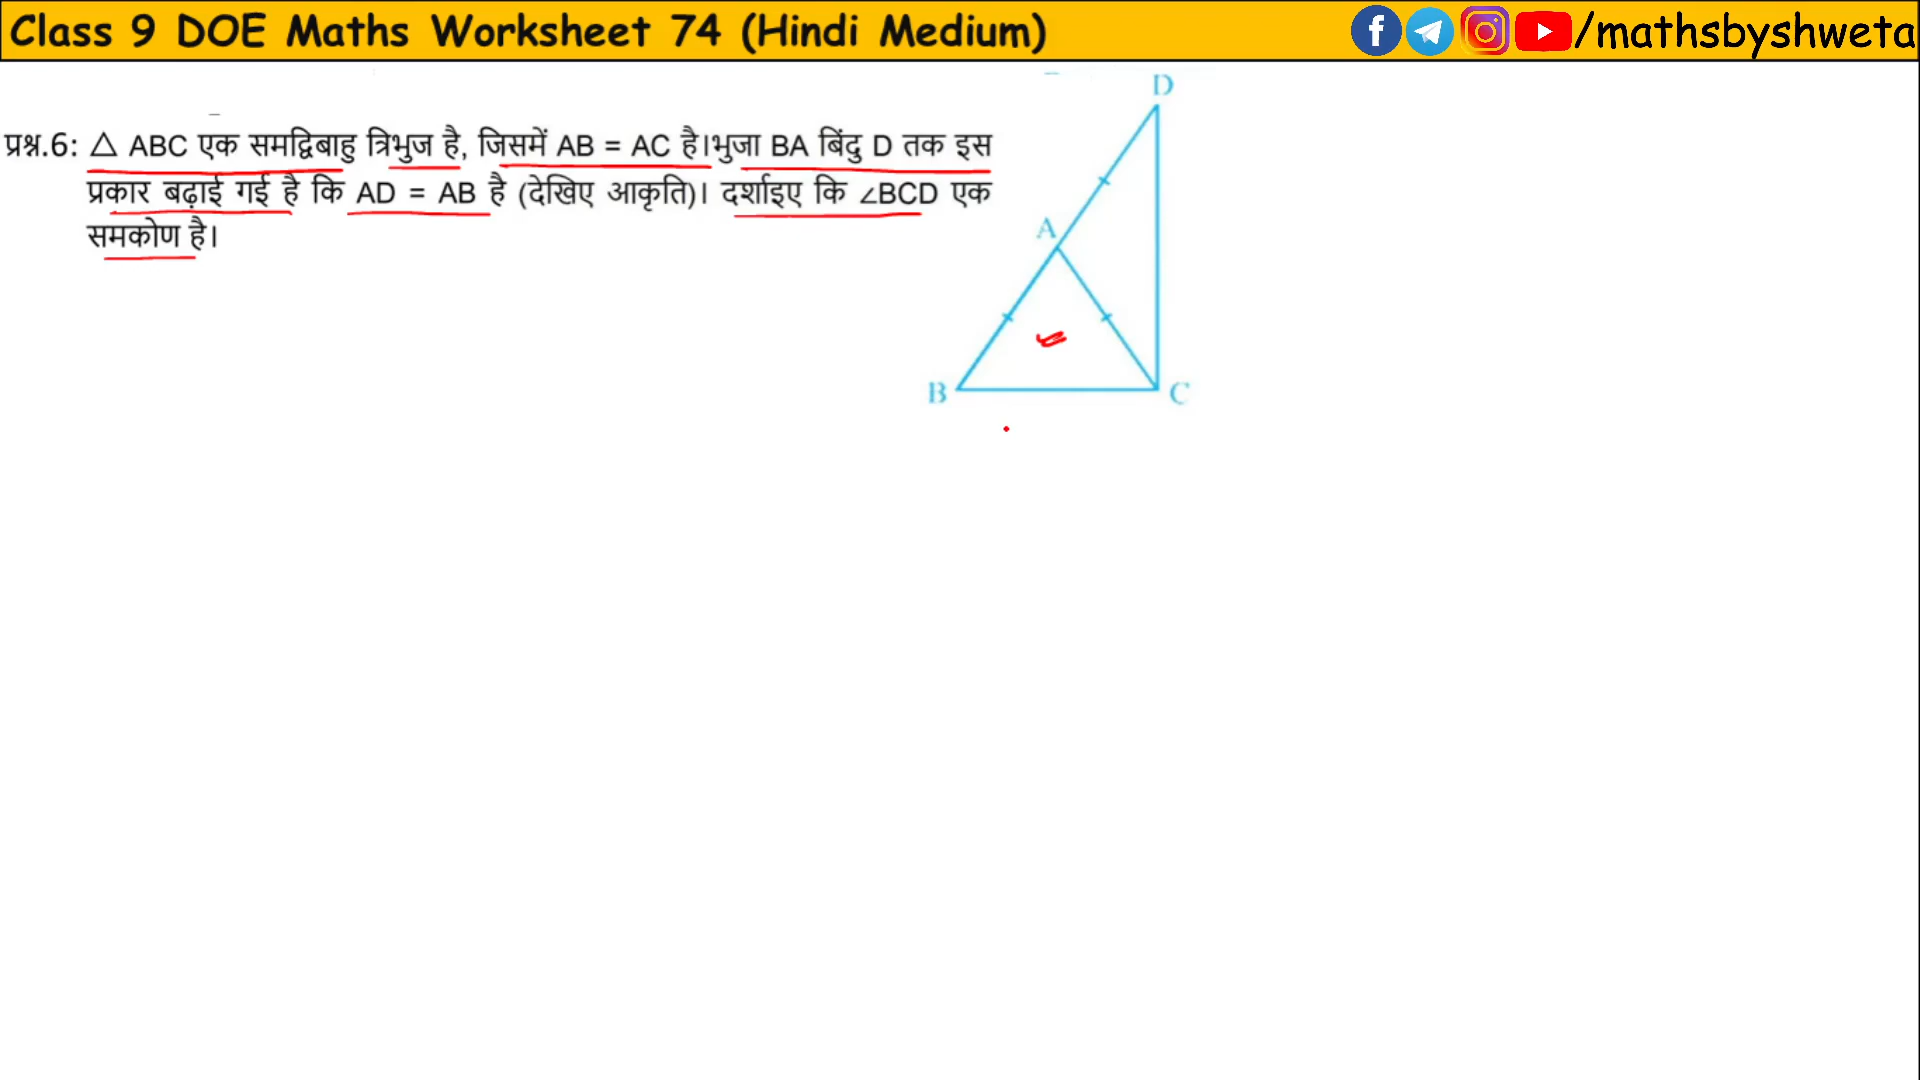 Class 9 DOE Maths Worksheet 74 (Hindi Medium)
/mathsbyshweta
प्रश्न.6: △ ABC एक समद्विबाहु त्रिभुज है, जिसमें AB = AC है।भुजा BA बिंदु D तक इस
प्रकार बढ़ाई गई है कि AD = AB है (देखिए आकृति)। दर्शाइए कि ∠BCD एक
समकोण है।
D
A
B
C